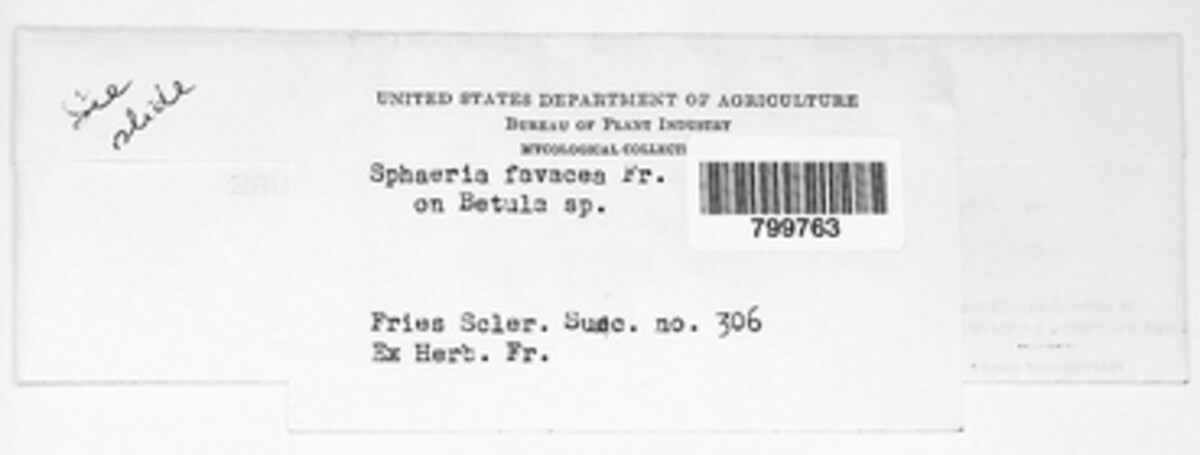 See
slide
UNITED STATES DEPARTMENT OF AGRICULTURE
BUREAU OF PLANT INDUSTRY
MYCOLOGICAL COLLECTI
Sphaeria favacea Fr.
on Betula sp.
799763
Fries Scler. Suec. no. 306
Ex Herb. Fr.